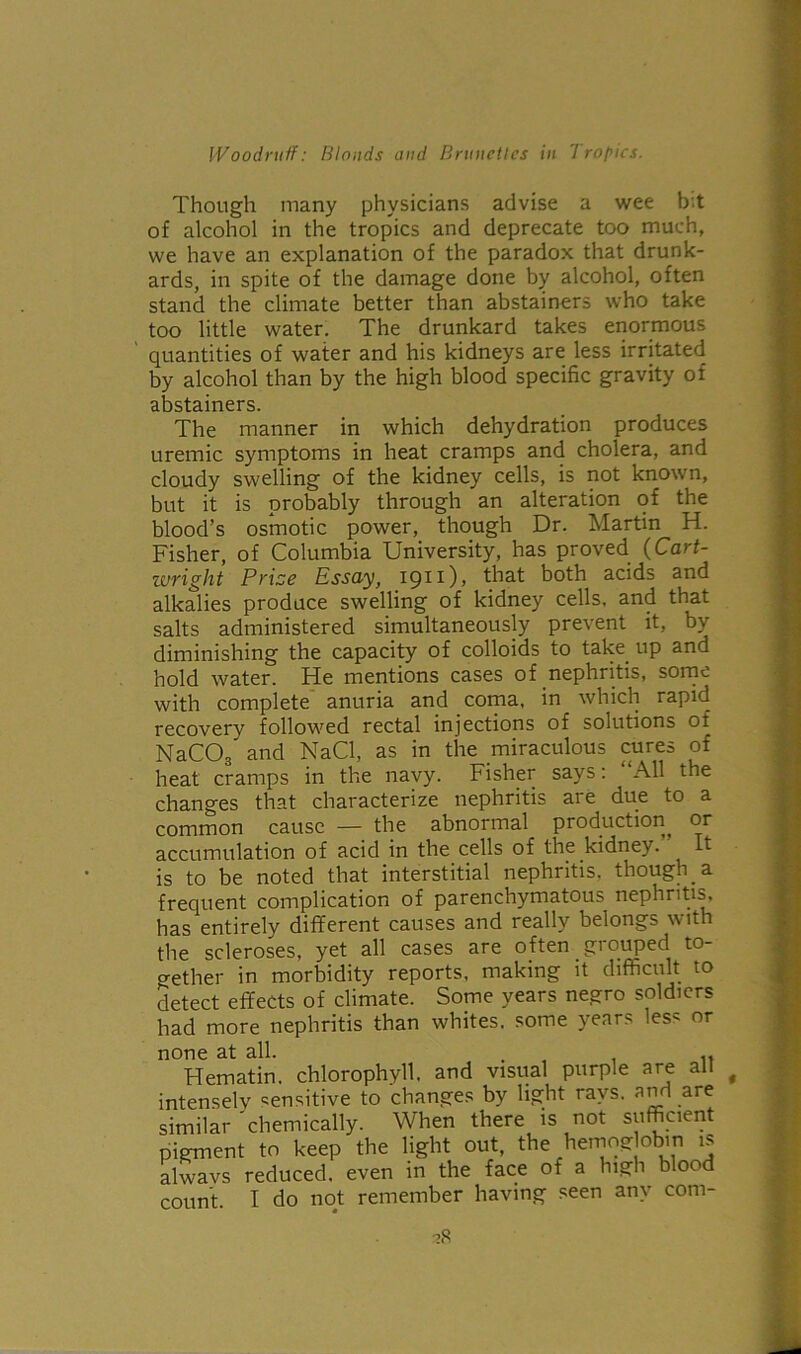 Woodruff: Blonds and Brunettes in Tropics.
Though many physicians advise a wee bit
of alcohol in the tropics and deprecate too much,
we have an explanation of the paradox that drunk-
ards, in spite of the damage done by alcohol, often
stand the climate better than abstainers who take
too little water. The drunkard takes enormous
quantities of water and his kidneys are less irritated
by alcohol than by the high blood specific gravity of
abstainers.
The manner in which dehydration produces
uremic symptoms in heat cramps and cholera, and
cloudy swelling of the kidney cells, is not known,
but it is probably through an alteration of the
blood's osmotic power, though Dr. Martin H.
Fisher, of Columbia University, has proved (Cart-
wright Prize Essay, 1911), that both acids and
alkalies produce swelling of kidney cells, and that
salts administered simultaneously prevent it, by
diminishing the capacity of colloids to take up and
hold water. He mentions cases of nephritis, some
with complete anuria and coma, in which rapid
recovery followed rectal injections of solutions of
NaCO₃ and NaCl, as in the miraculous cures of
heat cramps in the navy. Fisher says: "All the
changes that characterize nephritis are due to a
common cause — the abnormal production or
accumulation of acid in the cells of the kidney." It
is to be noted that interstitial nephritis, though a
frequent complication of parenchymatous nephritis,
has entirely different causes and really belongs with
the scleroses, yet all cases are often grouped to-
gether in morbidity reports, making it difficult to
detect effects of climate. Some years negro soldiers
had more nephritis than whites, some years less or
none at all.
Hematin, chlorophyll, and visual purple are all
intensely sensitive to changes by light rays, and are
similar chemically. When there is not sufficient
pigment to keep the light out, the hemoglobin is
always reduced, even in the face of a high blood
count. I do not remember having seen any com-
28